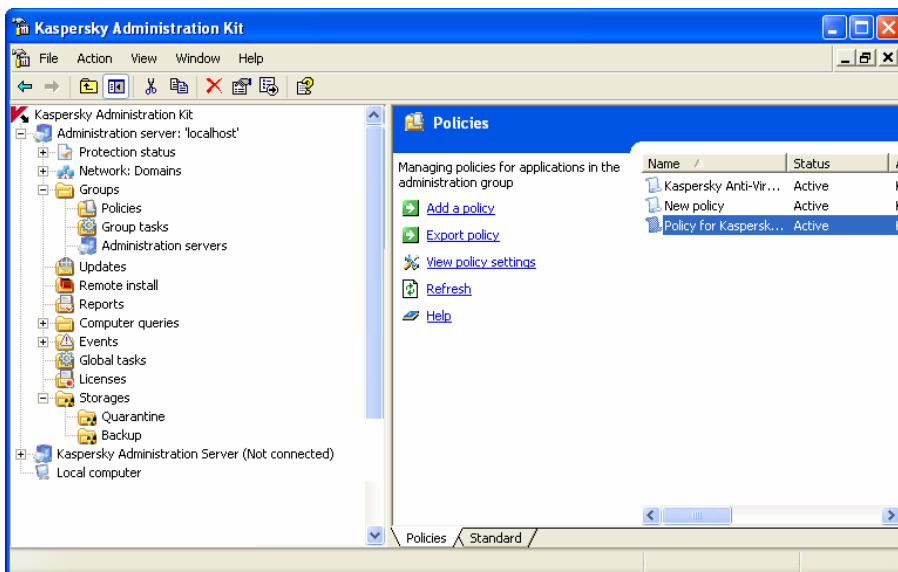 Kaspersky Administration Kit
File Action View Window Help
Kaspersky Administration Kit
Administration server: 'localhost'
Protection status
Network: Domains
Groups
Policies
Group tasks
Administration servers
Updates
Remote install
Reports
Computer queries
Events
Global tasks
Licenses
Storages
Quarantine
Backup
Kaspersky Administration Server (Not connected)
Local computer
Policies
Managing policies for applications in the
administration group
Add a policy
Export policy
View policy settings
Refresh
Help
Name Status
Kaspersky Anti-Vir... Active
New policy Active
Policy for Kaspersk... Active
Policies Standard